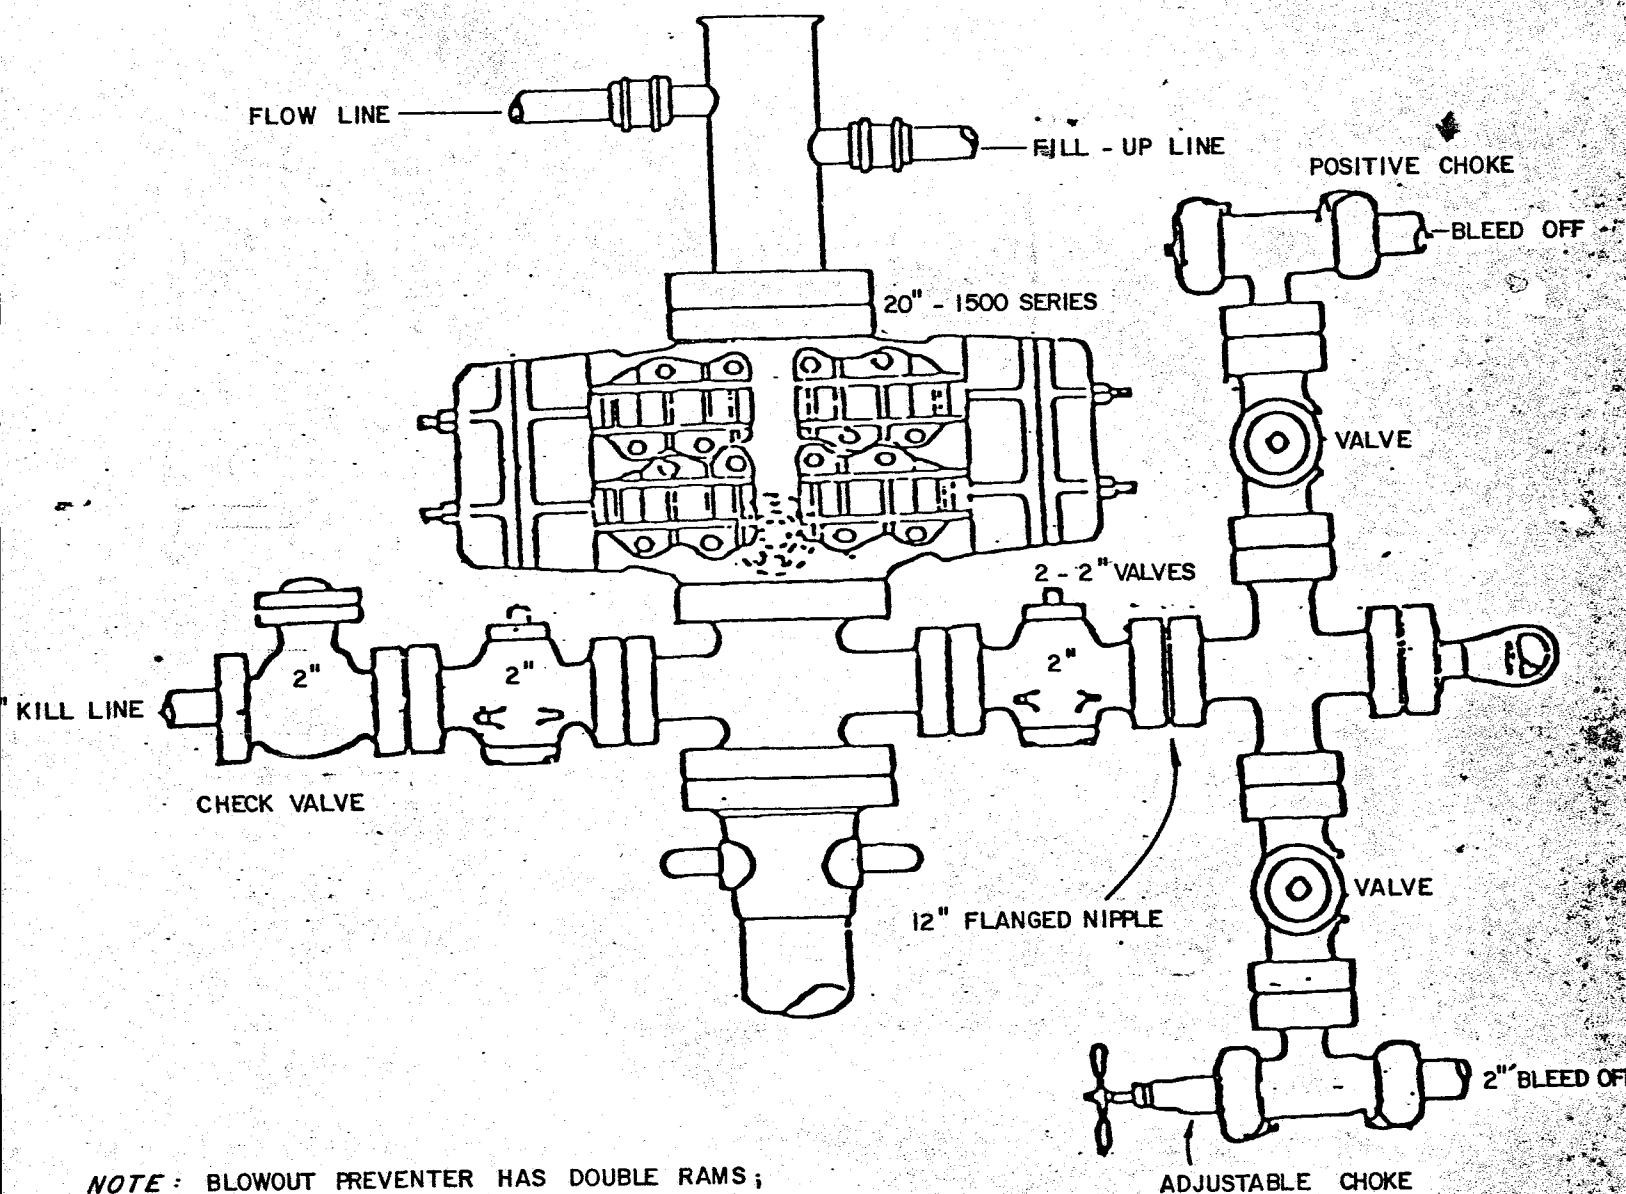 FLOW LINE
FILL - UP LINE
POSITIVE CHOKE
BLEED OFF
20" - 1500 SERIES
VALVE
2 - 2" VALVES
2"
2"
2"
" KILL LINE
CHECK VALVE
VALVE
12" FLANGED NIPPLE
2" BLEED OF
ADJUSTABLE CHOKE
NOTE : BLOWOUT PREVENTER HAS DOUBLE RAMS ;